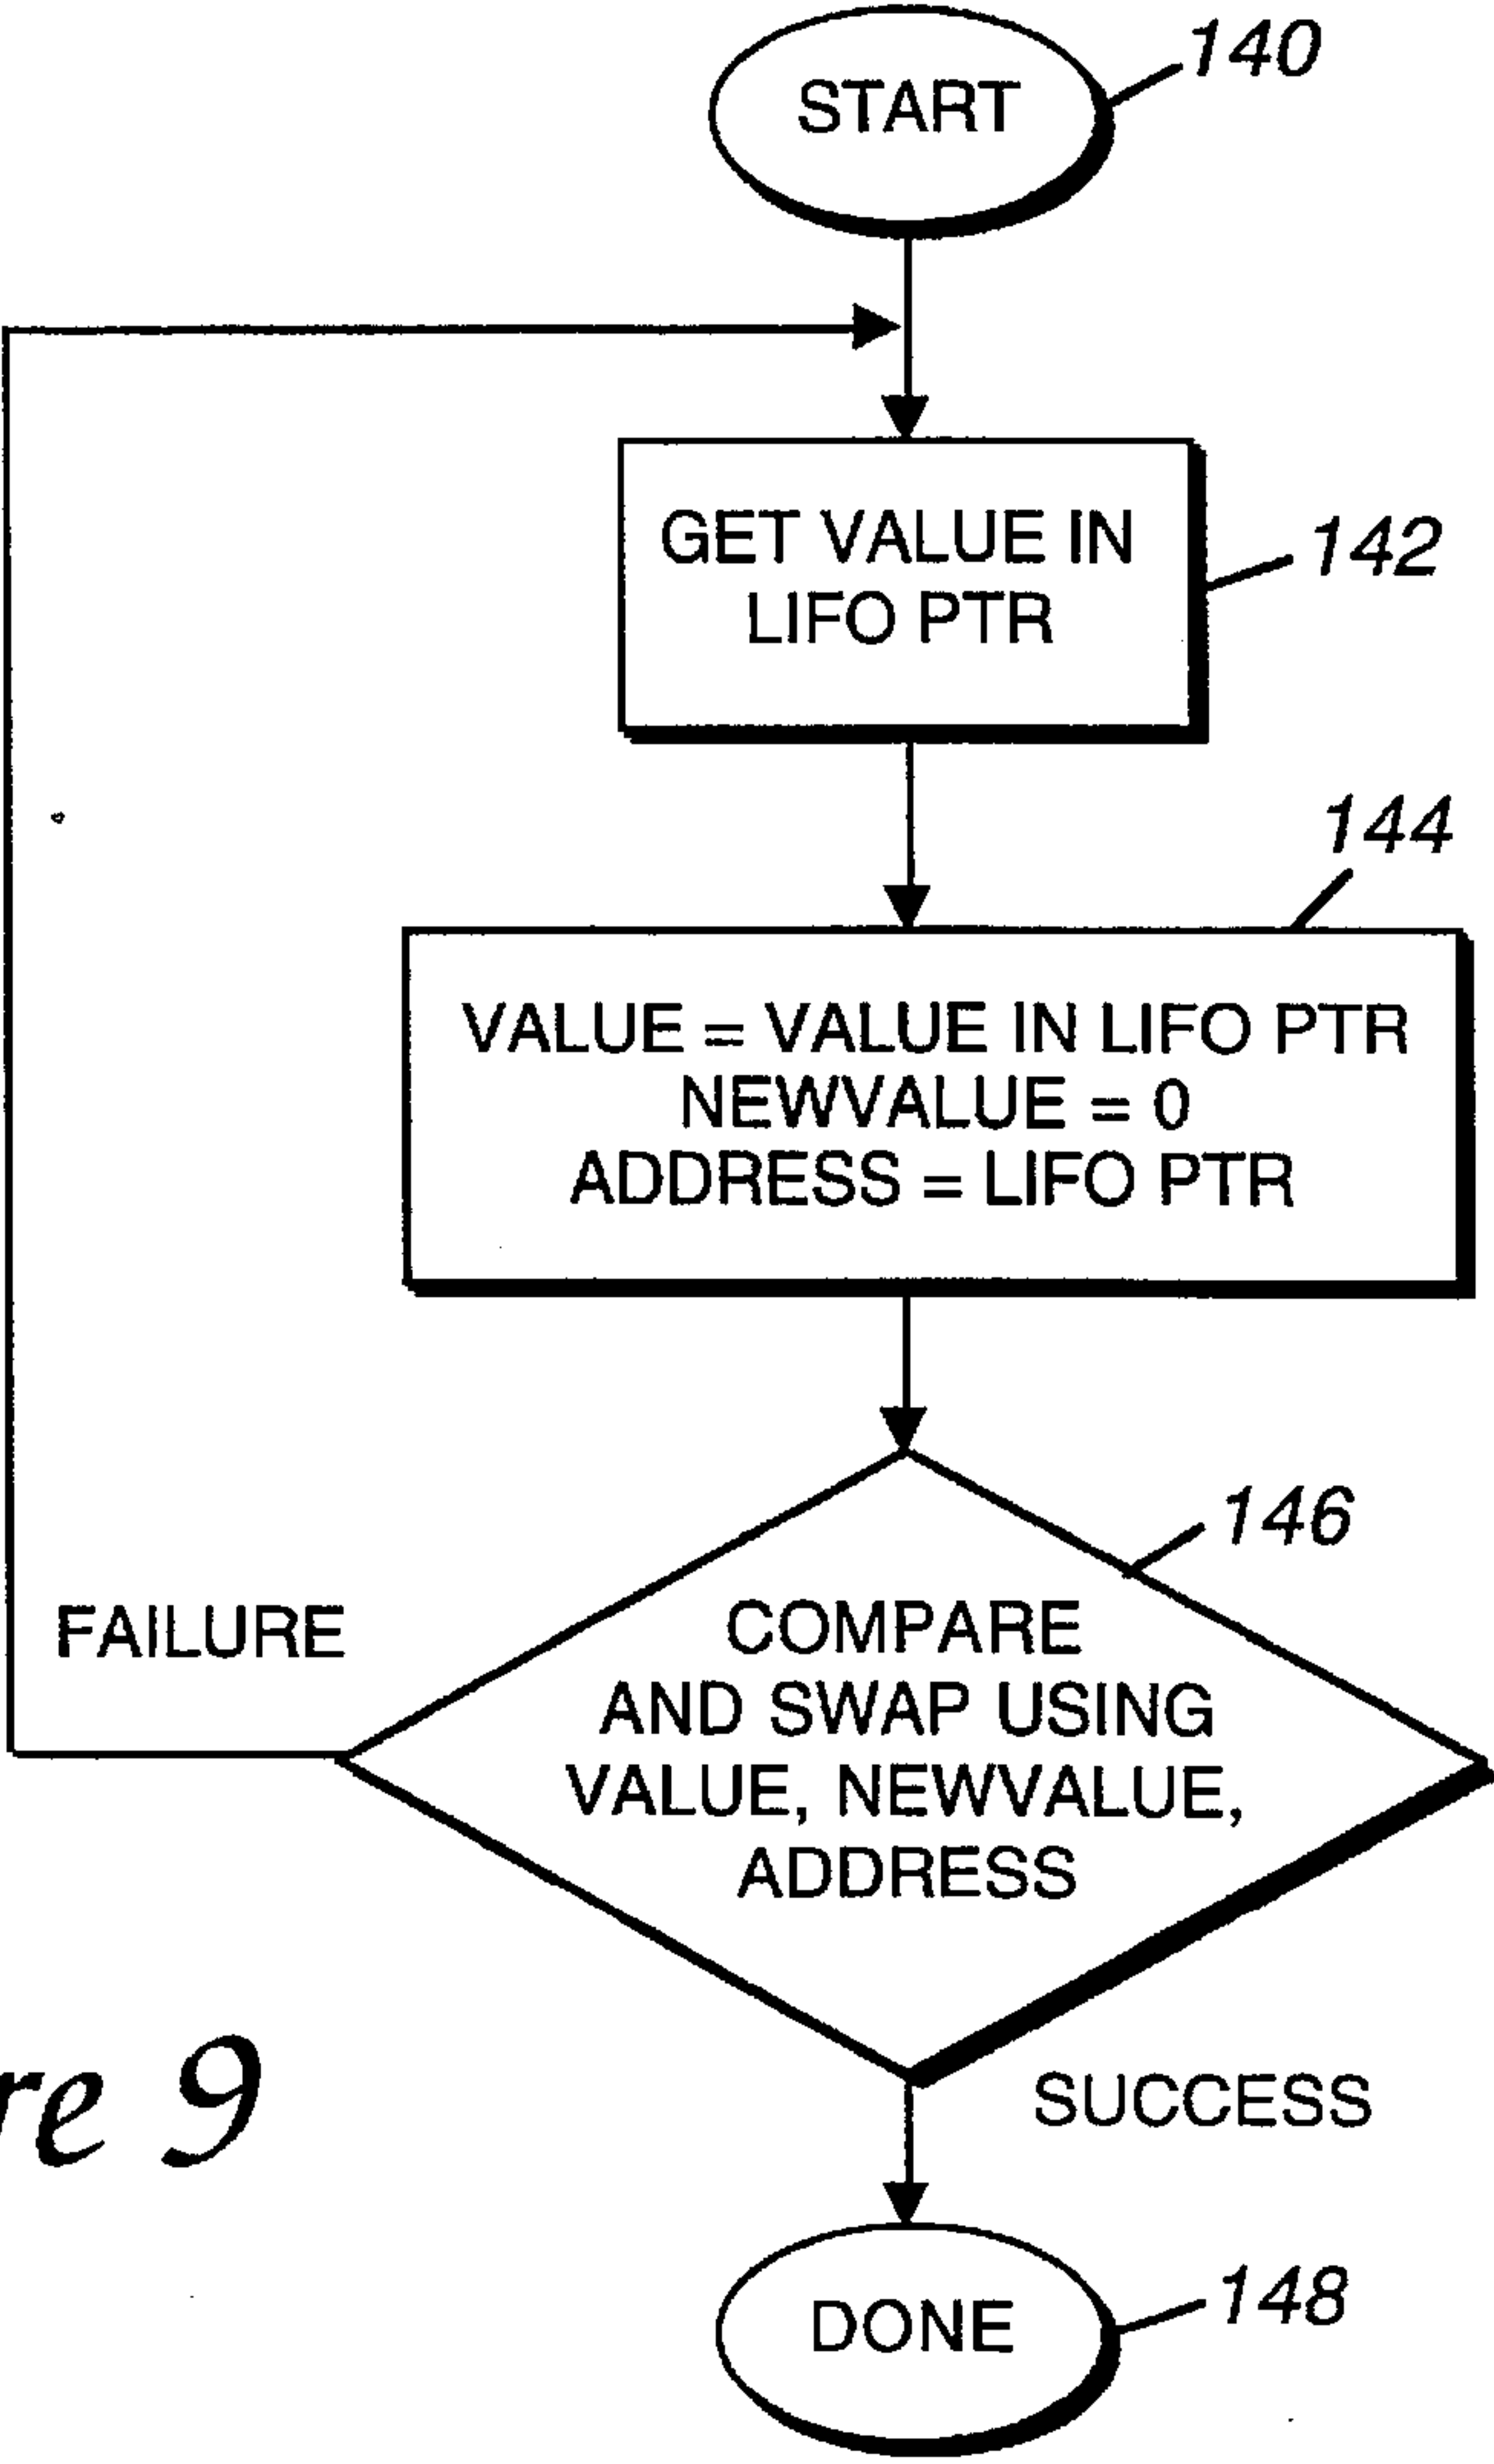 START
140
GET VALUE IN
LIFO PTR
142
144
VALUE = VALUE IN LIFO PTR
NEWVALUE = 0
ADDRESS = LIFO PTR
146
FAILURE
COMPARE
AND SWAP USING
VALUE, NEWVALUE,
ADDRESS
re 9
SUCCESS
DONE
148